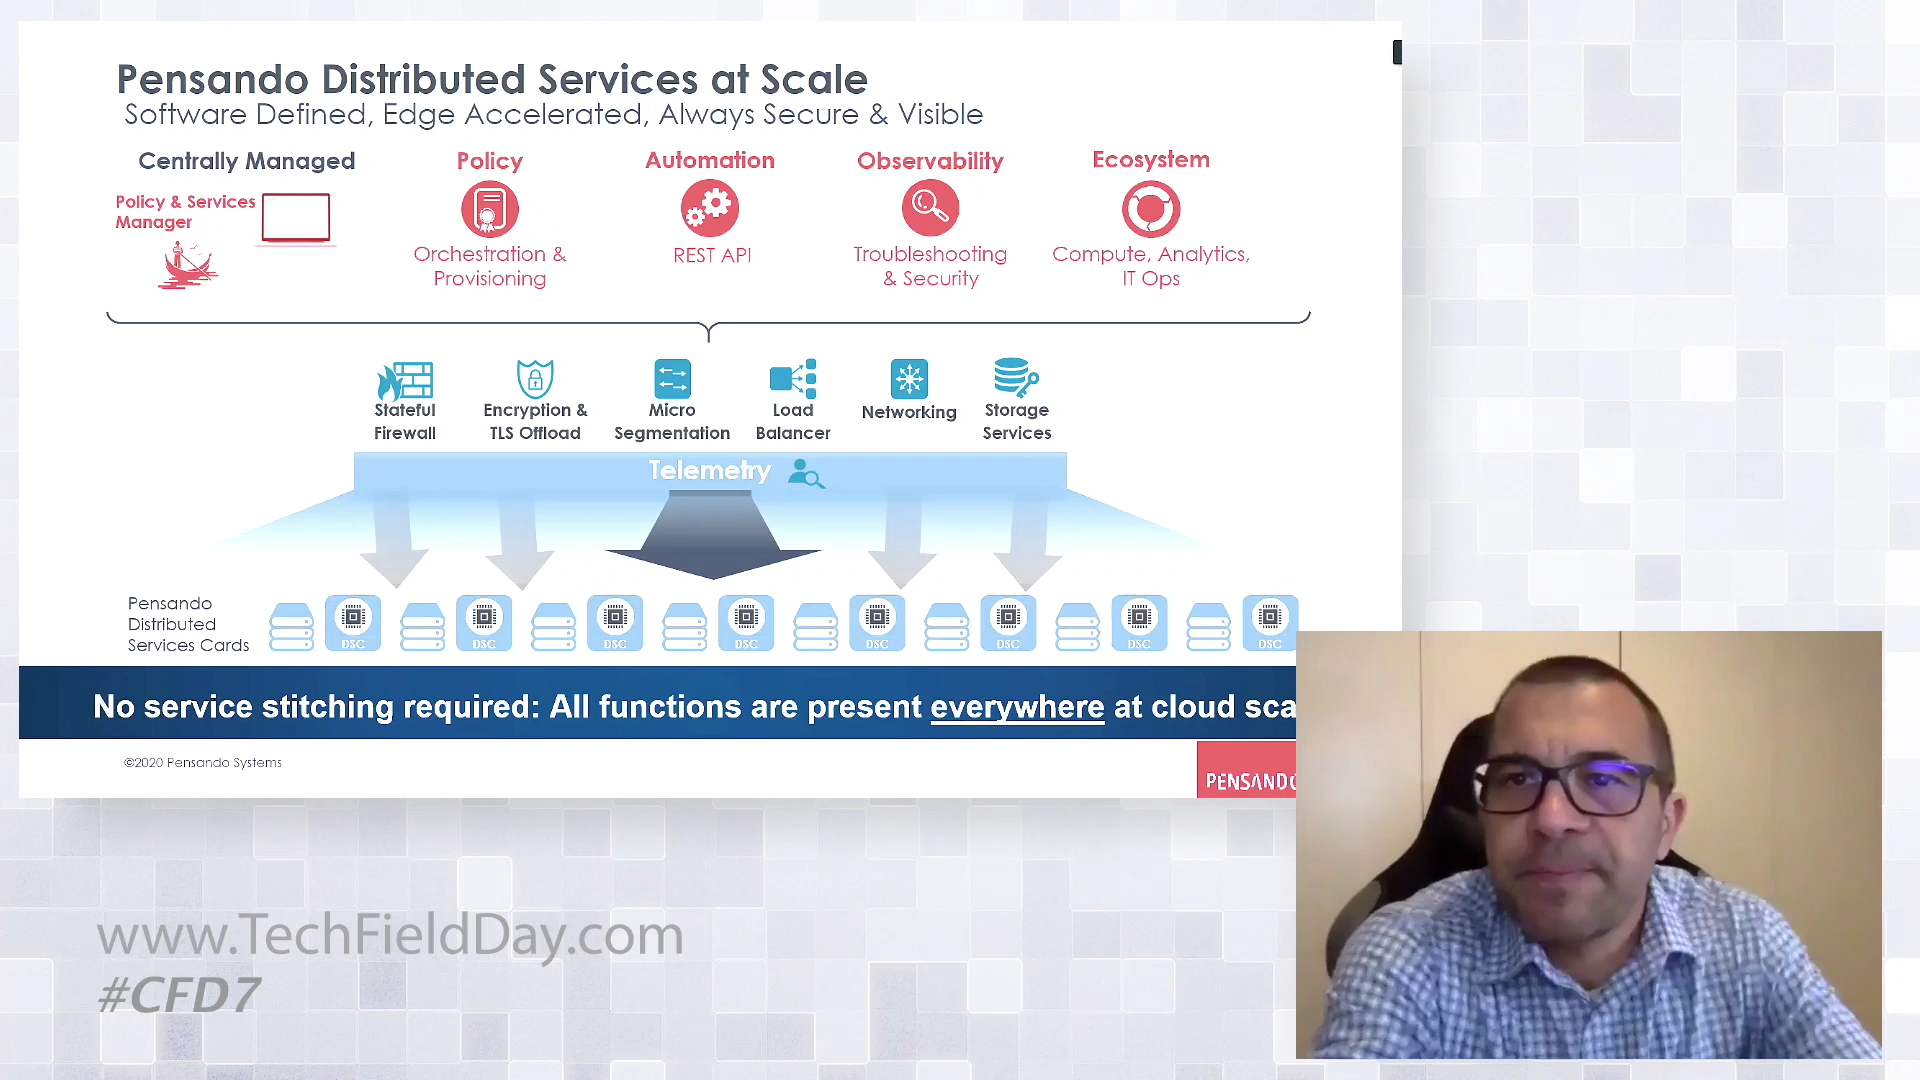 Pensando Distributed Services at Scale
Software Defined, Edge Accelerated, Always Secure & Visible
Centrally Managed
Policy & Services
Manager
Policy
Orchestration &
Provisioning
Automation
REST API
Observability
Troubleshooting
& Security
Ecosystem
Compute, Analytics,
IT Ops
Stateful
Firewall
Encryption &
TLS Offload
Micro
Segmentation
Load
Balancer
Networking
Storage
Services
Telemetry
Pensando
Distributed
Services Cards
DSC
DSC
DSC
DSC
DSC
DSC
DSC
DSC
No service stitching required: All functions are present everywhere at cloud sca
©2020 Pensando Systems
PENSANDO
www.TechFieldDay.com
#CFD7